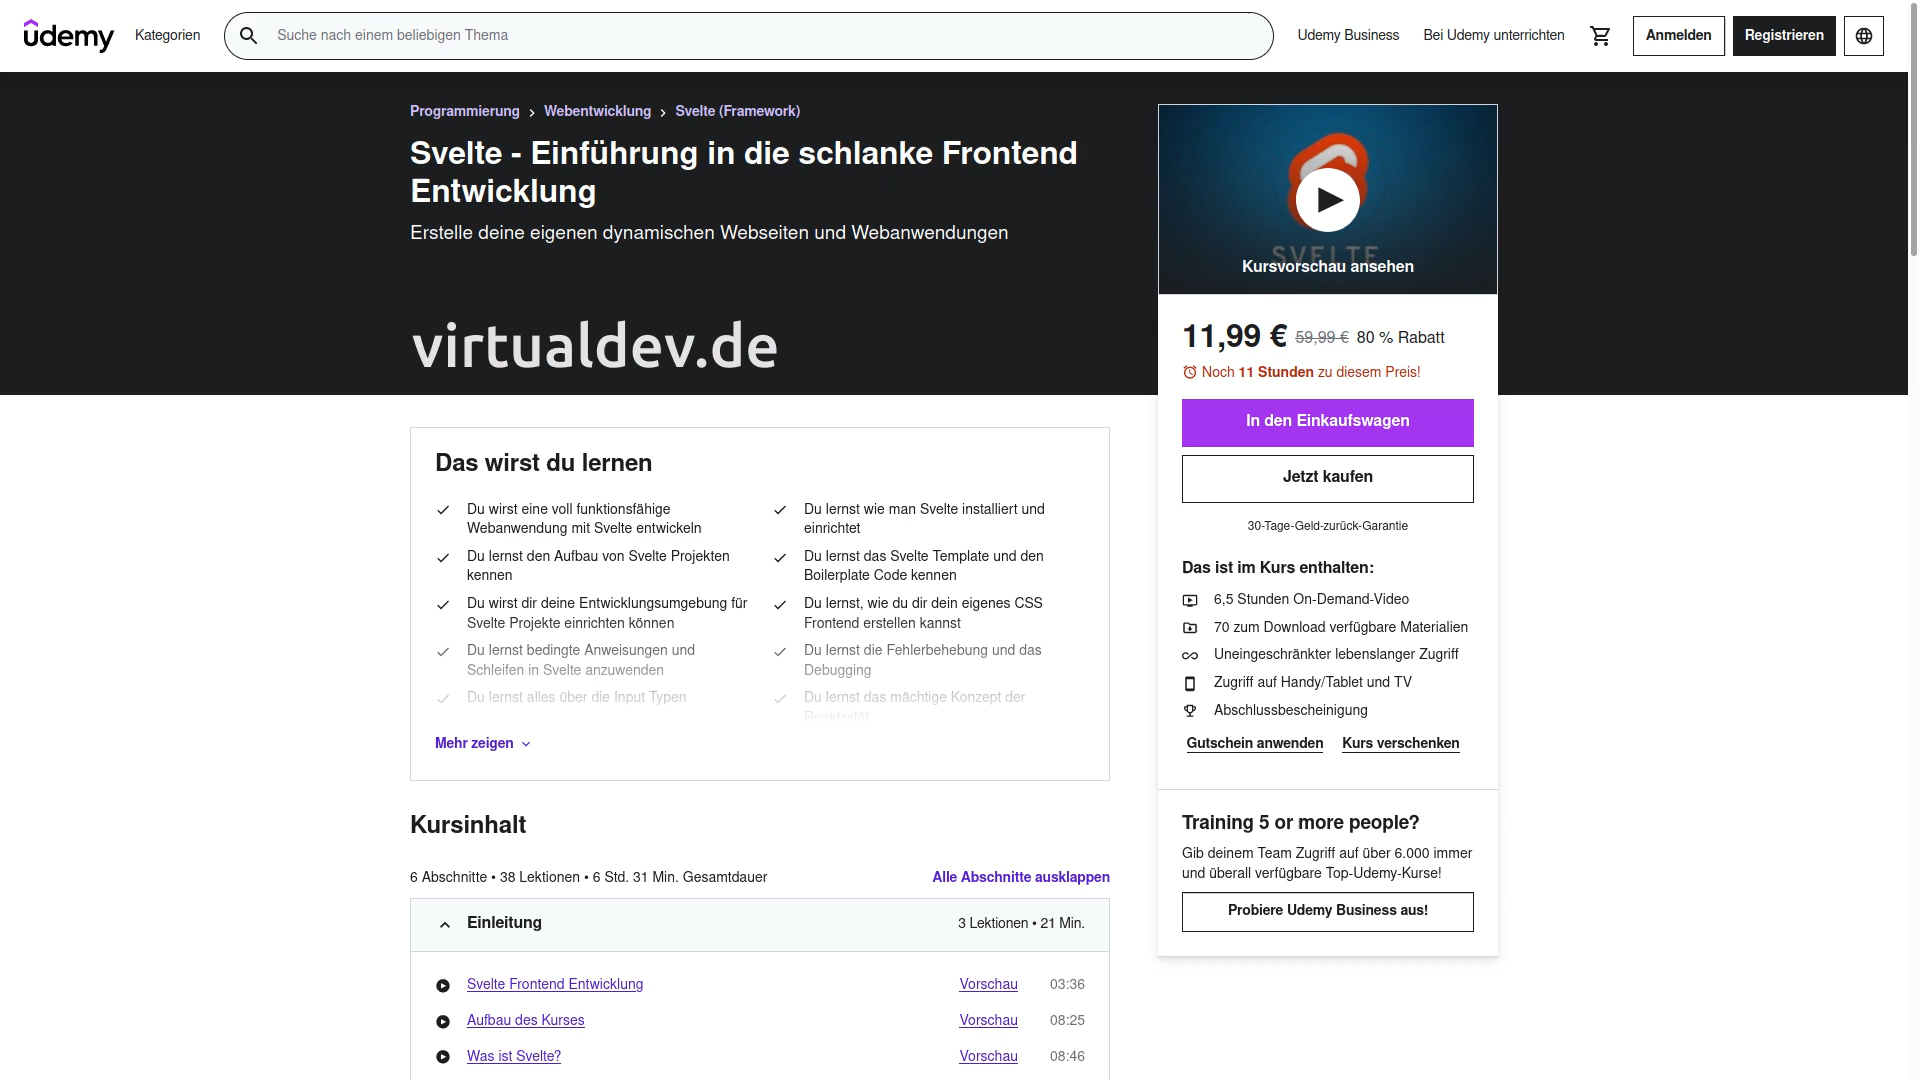 udemy
Kategorien
Suche nach einem beliebigen Thema
Udemy Business
Bei Udemy unterrichten
Anmelden
Registrieren
Programmierung
Webentwicklung
Svelte (Framework)
Svelte - Einführung in die schlanke Frontend
Entwicklung
Erstelle deine eigenen dynamischen Webseiten und Webanwendungen
virtualdev.de
SVELTE
Kursvorschau ansehen
11,99 € 59,99 € 80 % Rabatt
Noch 11 Stunden zu diesem Preis!
In den Einkaufswagen
Jetzt kaufen
30-Tage-Geld-zurück-Garantie
Das ist im Kurs enthalten:
6,5 Stunden On-Demand-Video
70 zum Download verfügbare Materialien
Uneingeschränkter lebenslanger Zugriff
Zugriff auf Handy/Tablet und TV
Abschlussbescheinigung
Gutschein anwenden
Kurs verschenken
Training 5 or more people?
Gib deinem Team Zugriff auf über 6.000 immer
und überall verfügbare Top-Udemy-Kurse!
Probiere Udemy Business aus!
Das wirst du lernen
Du wirst eine voll funktionsfähige
Webanwendung mit Svelte entwickeln
Du lernst wie man Svelte installiert und
einrichtet
Du lernst den Aufbau von Svelte Projekten
kennen
Du lernst das Svelte Template und den
Boilerplate Code kennen
Du wirst dir deine Entwicklungsumgebung für
Svelte Projekte einrichten können
Du lernst, wie du dir dein eigenes CSS
Frontend erstellen kannst
Du lernst bedingte Anweisungen und
Schleifen in Svelte anzuwenden
Du lernst die Fehlerbehebung und das
Debugging
Du lernst alles über die Input Typen
Du lernst das mächtige Konzept der
Reaktivität
Mehr zeigen
Kursinhalt
6 Abschnitte • 38 Lektionen • 6 Std. 31 Min. Gesamtdauer
Alle Abschnitte ausklappen
Einleitung
3 Lektionen • 21 Min.
Svelte Frontend Entwicklung Vorschau 03:36
Aufbau des Kurses Vorschau 08:25
Was ist Svelte? Vorschau 08:46